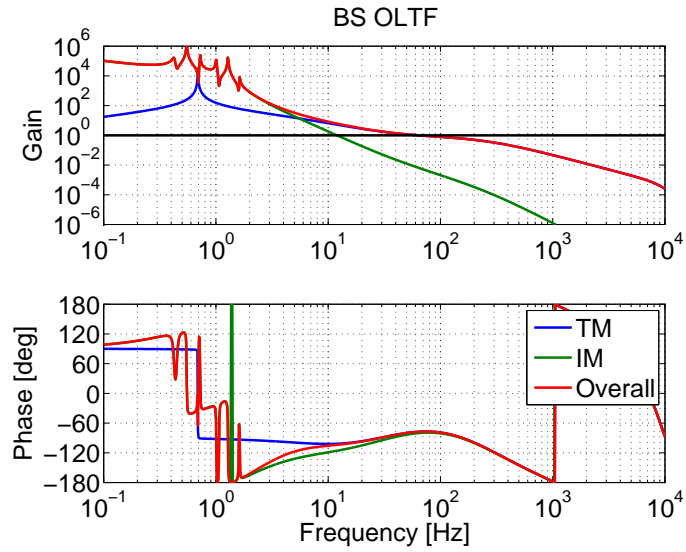 BS OLTF
Gain
10^6
10^4
10^2
10^0
10^−2
10^−4
10^−6
10^−1 10^0 10^1 10^2 10^3 10^4
Phase [deg]
180
120
60
0
−60
−120
−180
TM
IM
Overall
10^−1 10^0 10^1 10^2 10^3 10^4
Frequency [Hz]